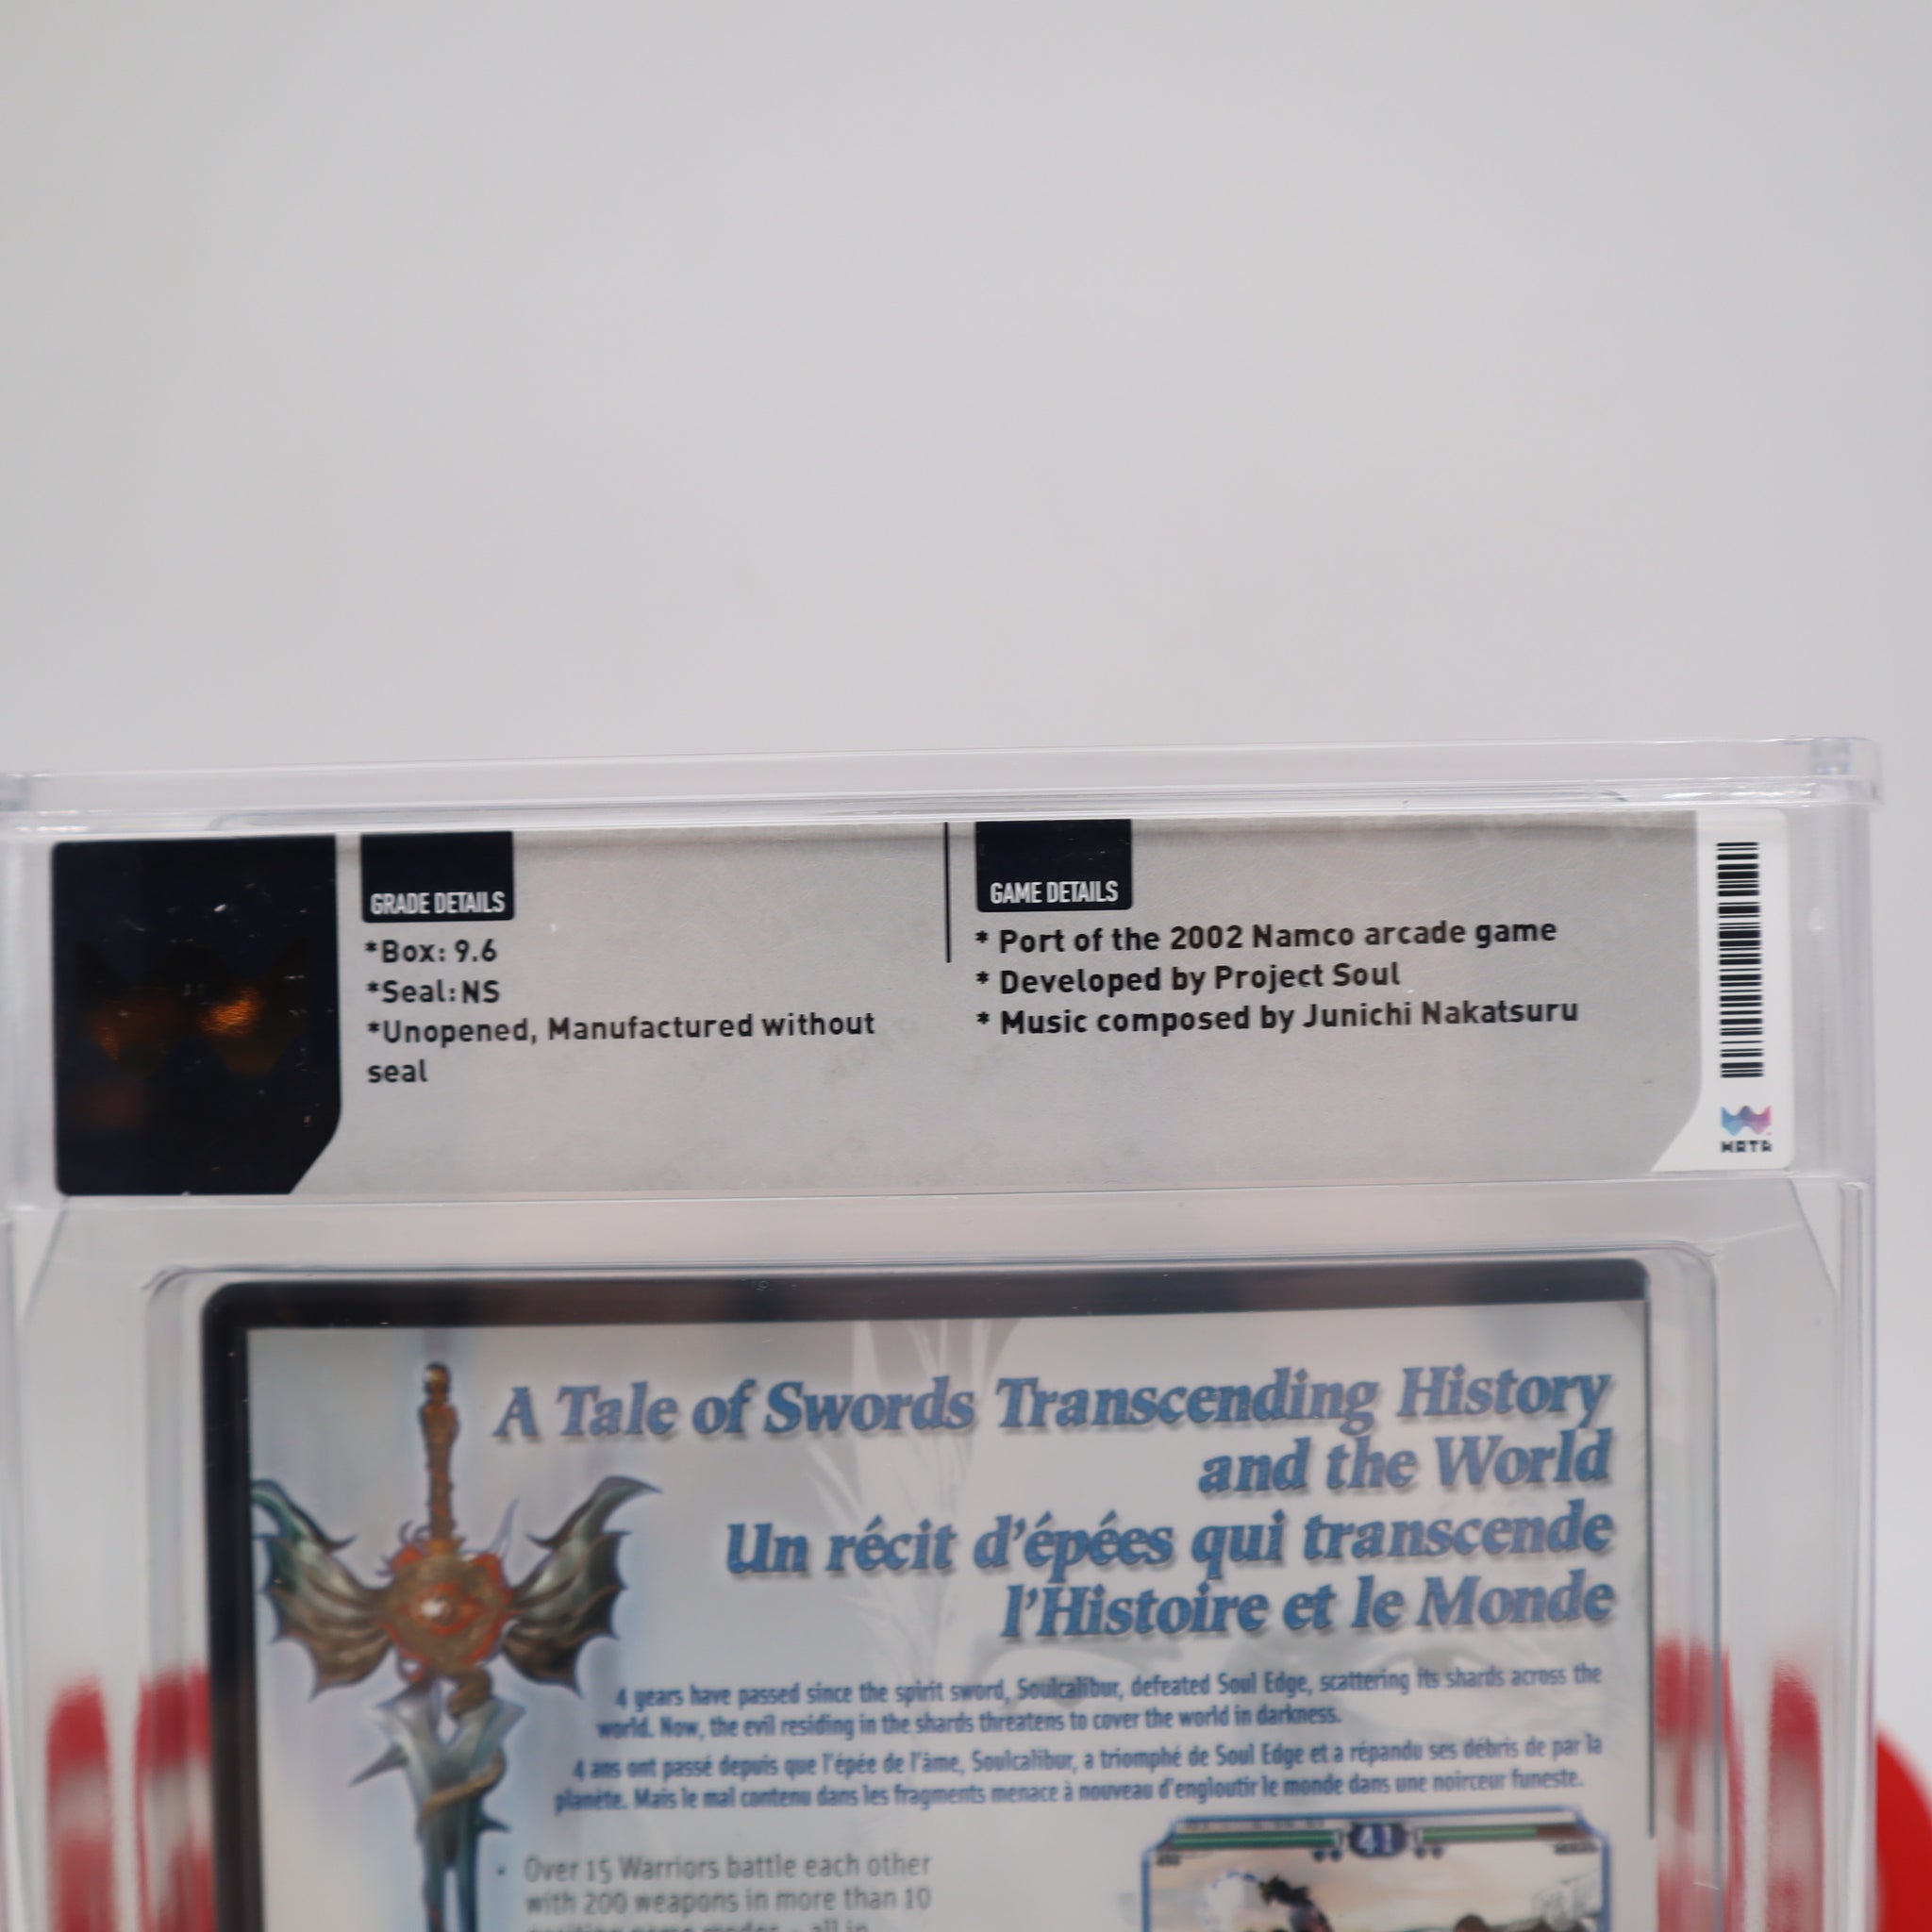 GRADE DETAILS
*Box: 9.6
*Seal: NS
*Unopened, Manufactured without
seal
GAME DETAILS
* Port of the 2002 Namco arcade game
* Developed by Project Soul
* Music composed by Junichi Nakatsuru
WATA
A Tale of Swords Transcending History
and the World
Un récit d'épées qui transcende
l'Histoire et le Monde
4 years have passed since the spirit sword, Soulcalibur, defeated Soul Edge, scattering its shards across the
world. Now, the evil residing in the shards threatens to cover the world in darkness.
4 ans ont passé depuis que l'épée de l'âme, Soulcalibur, a triomphé de Soul Edge et a répandu ses débris de par la
planète. Mais le mal contenu dans les fragments menace à nouveau d'engloutir le monde dans une noirceur funeste.
• Over 15 Warriors battle each other
with 200 weapons in more than 10
41